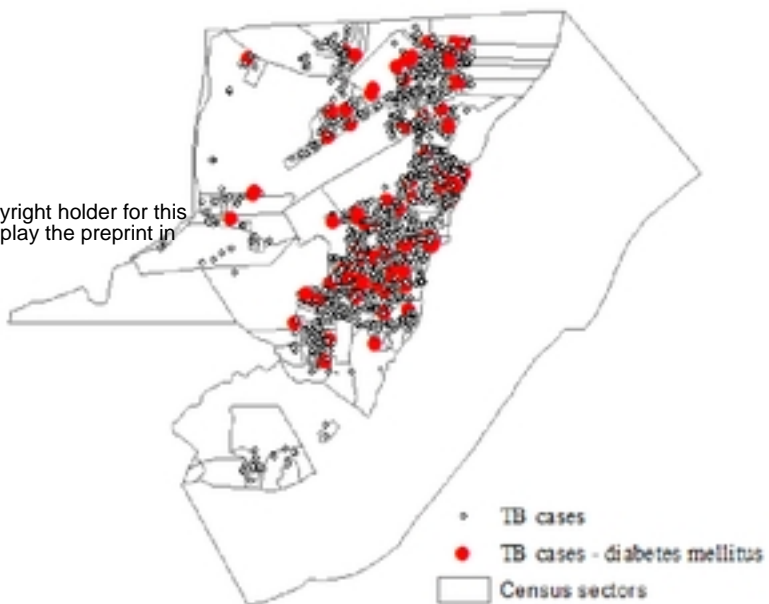 yright holder for this
play the preprint in
TB cases
TB cases - diabetes mellitus
Census sectors